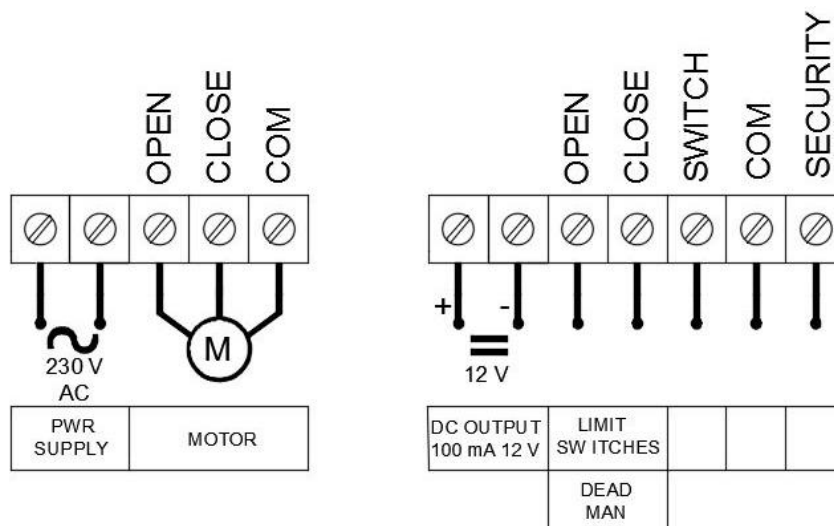 OPEN
CLOSE
COM
230 V
AC
PWR
SUPPLY
M
MOTOR
OPEN
CLOSE
SWITCH
COM
SECURITY
+
-
12 V
DC OUTPUT
100 mA 12 V
LIMIT
SW ITCHES
DEAD
MAN